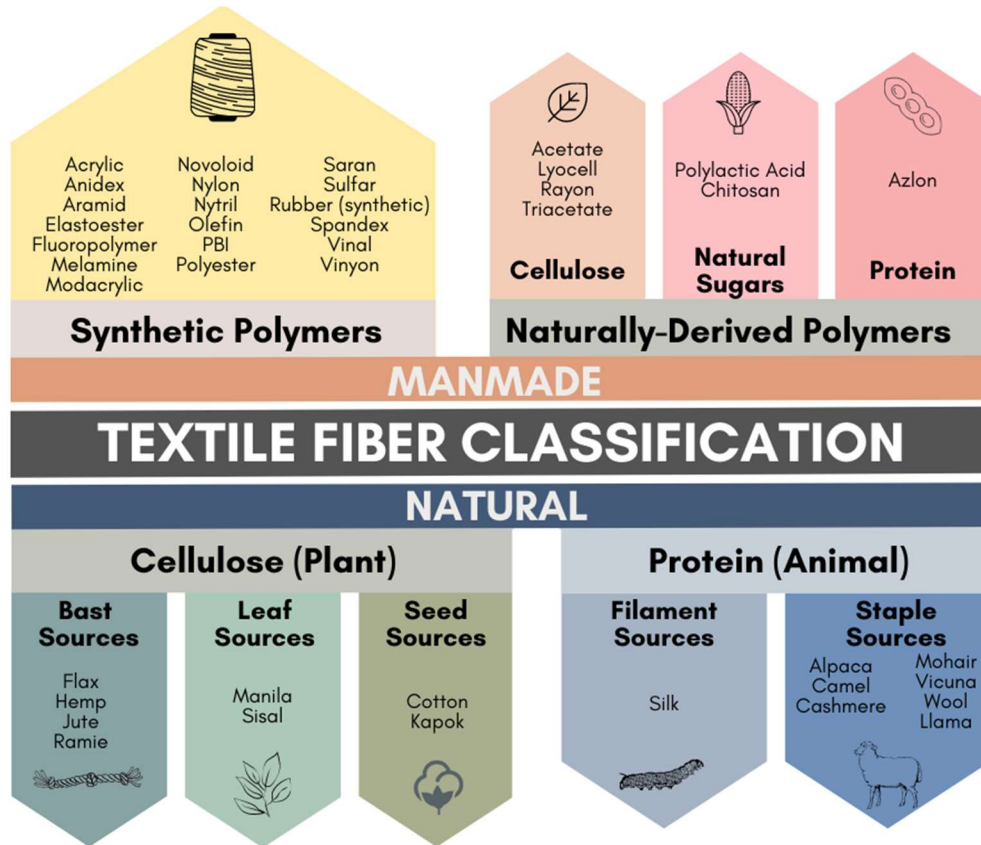 Acrylic
Anidex
Aramid
Elastoester
Fluoropolymer
Melamine
Modacrylic
Novoloid
Nylon
Nytril
Olefin
PBI
Polyester
Saran
Sulfar
Rubber (synthetic)
Spandex
Vinal
Vinyon
Synthetic Polymers
Acetate
Lyocell
Rayon
Triacetate
Cellulose
Polylactic Acid
Chitosan
Natural
Sugars
Azlon
Protein
Naturally-Derived Polymers
MANMADE
TEXTILE FIBER CLASSIFICATION
NATURAL
Cellulose (Plant)
Bast
Sources
Flax
Hemp
Jute
Ramie
Leaf
Sources
Manila
Sisal
Seed
Sources
Cotton
Kapok
Protein (Animal)
Filament
Sources
Silk
Staple
Sources
Alpaca
Camel
Cashmere
Mohair
Vicuna
Wool
Llama